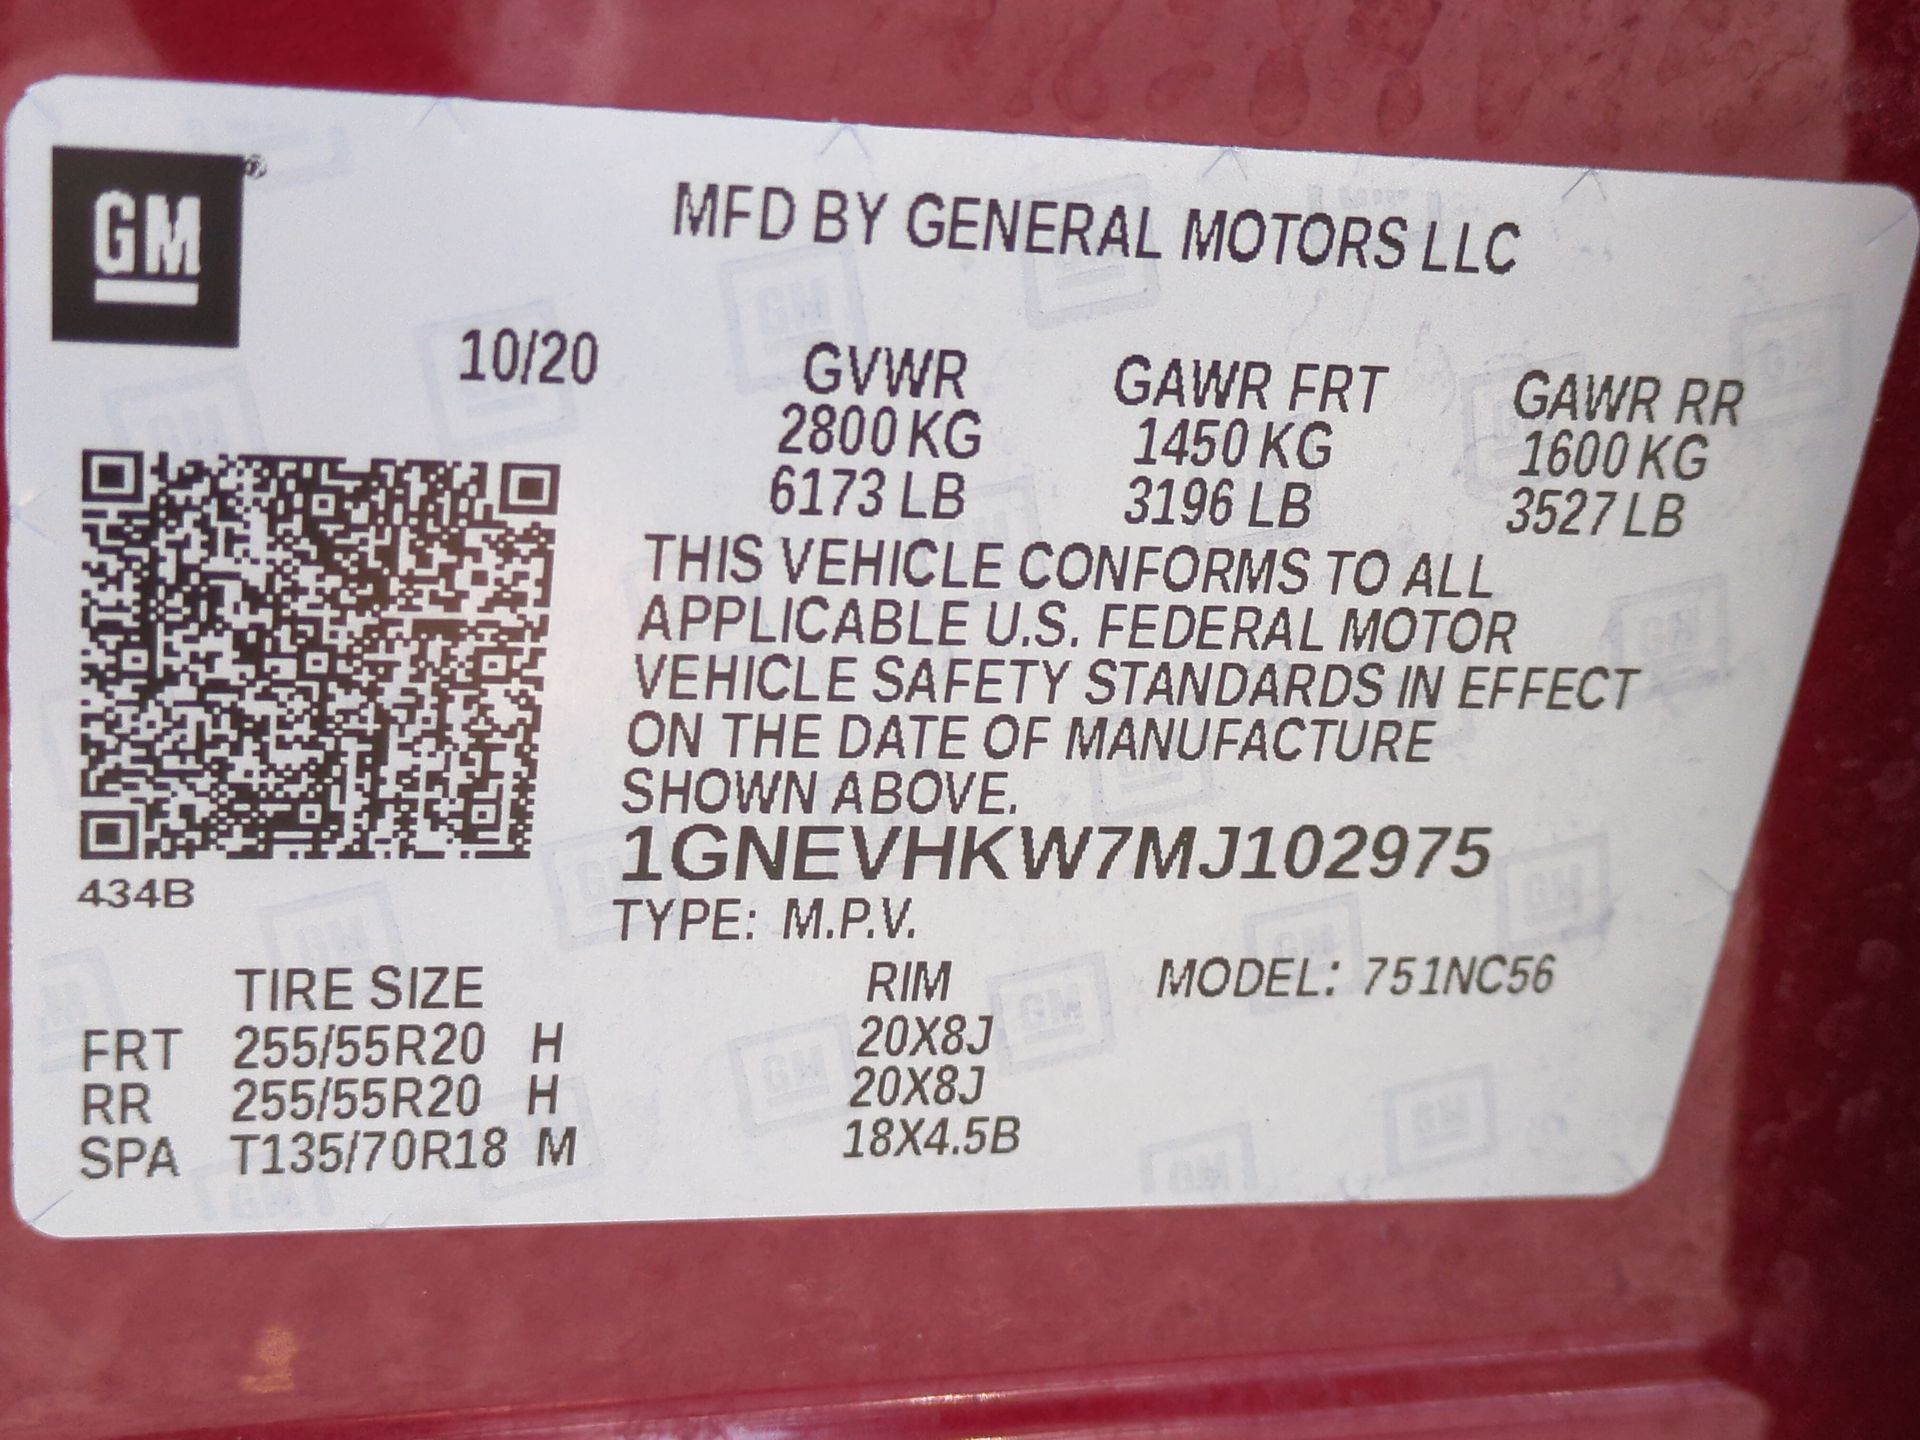 GM®
MFD BY GENERAL MOTORS LLC
10/20
GVWR GAWR FRT GAWR RR
2800 KG 1450 KG 1600 KG
6173 LB 3196 LB 3527 LB
THIS VEHICLE CONFORMS TO ALL
APPLICABLE U.S. FEDERAL MOTOR
VEHICLE SAFETY STANDARDS IN EFFECT
ON THE DATE OF MANUFACTURE
SHOWN ABOVE.
1GNEVHKW7MJ102975
434B
TYPE: M.P.V.
TIRE SIZE RIM MODEL: 751NC56
FRT 255/55R20 H 20X8J
RR 255/55R20 H 20X8J
SPA T135/70R18 M 18X4.5B